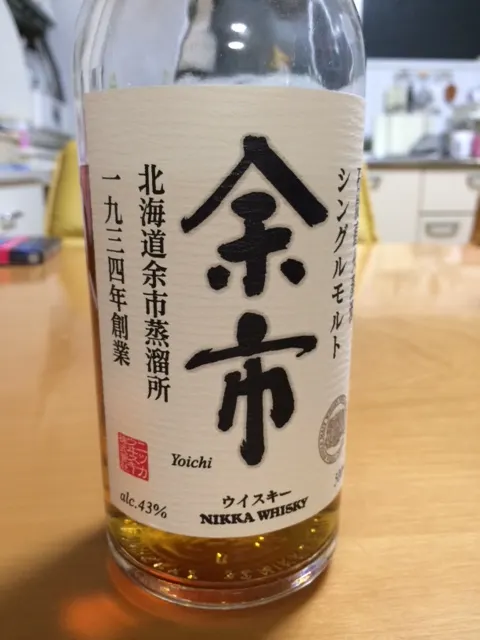 余市
シングルモルト
北海道余市蒸溜所
一九三四年創業
Yoichi
alc.43%
ウイスキー
NIKKA WHISKY